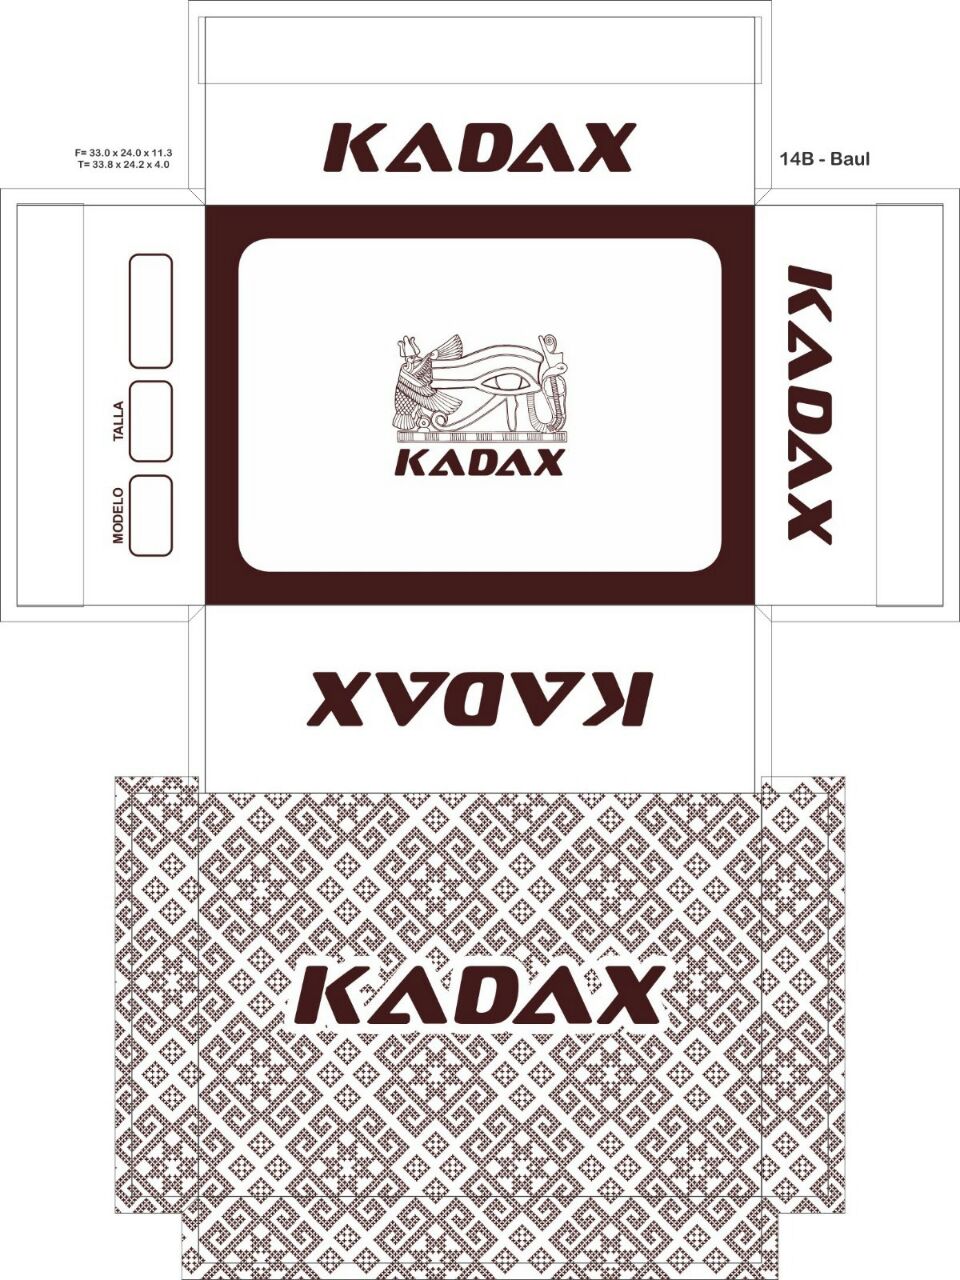 KADAX
F= 33.0 x 24.0 x 11.3
T= 33.8 x 24.2 x 4.0
14B - Baul
TALLA
MODELO
KADAX
KADAX
KADAX
KADAX